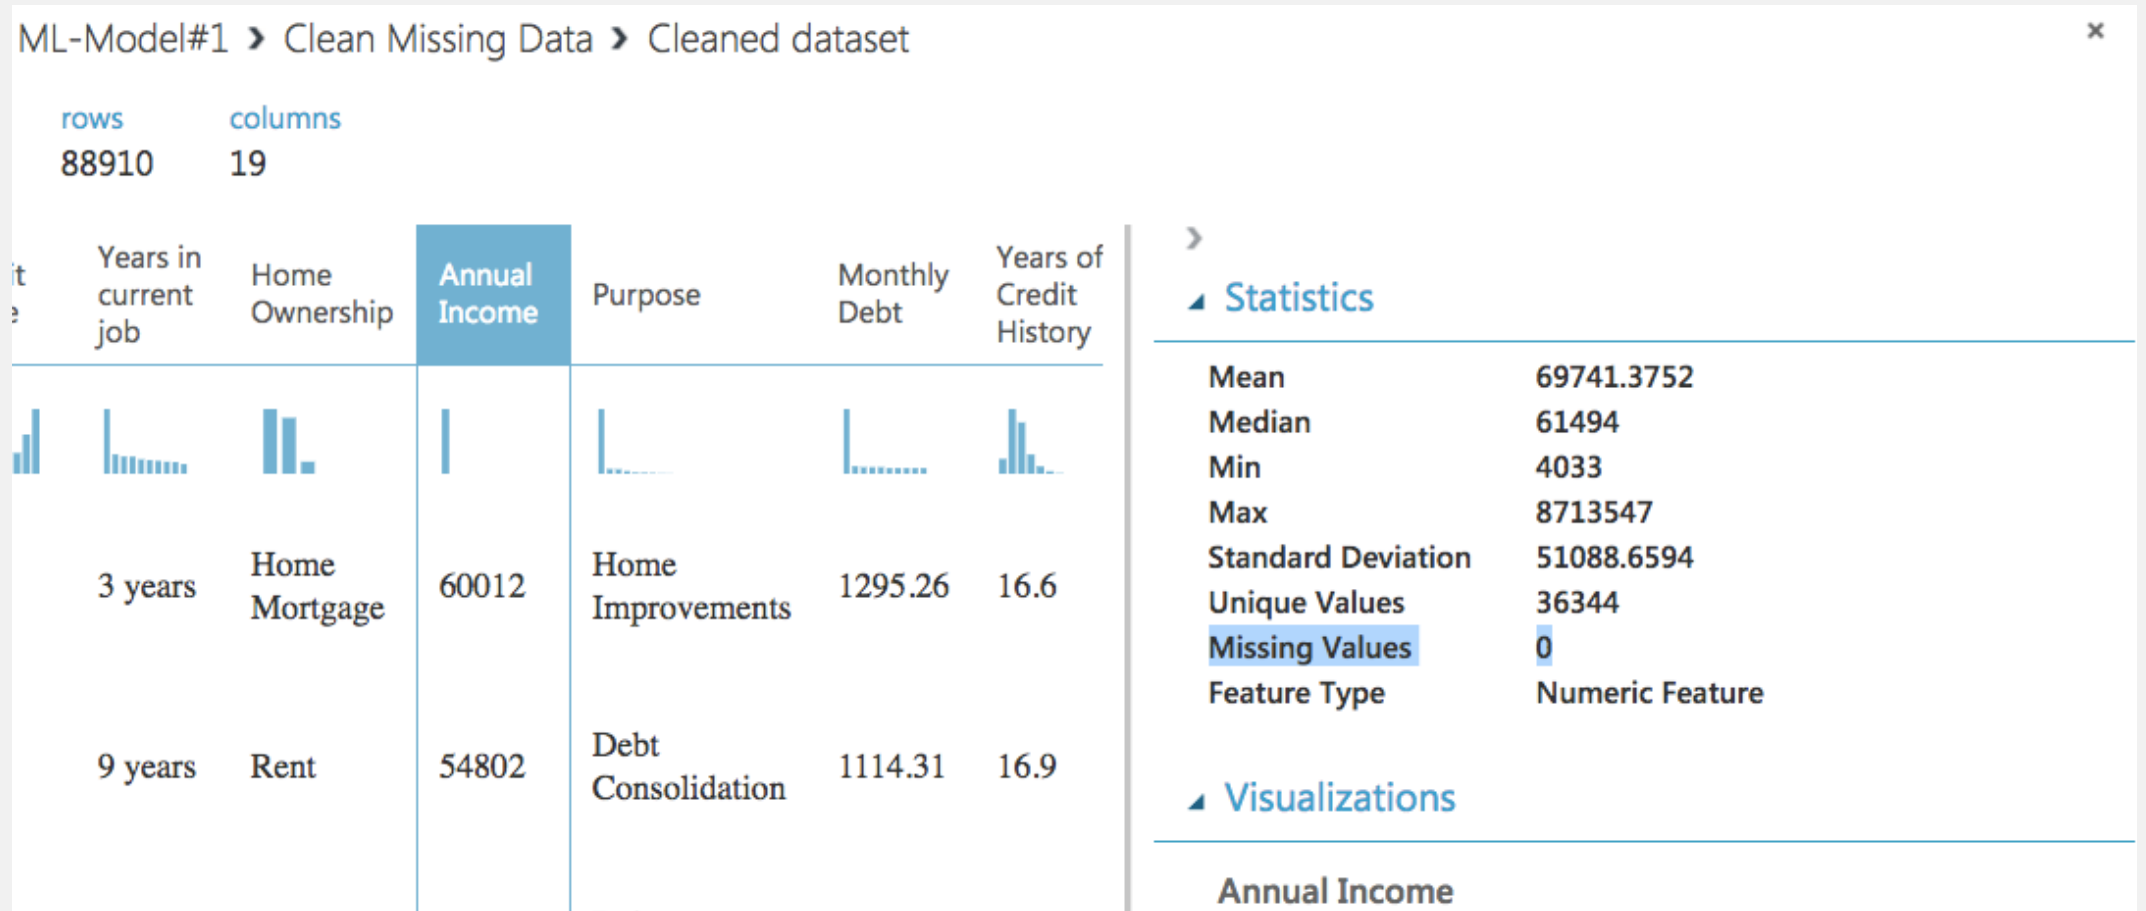 ML-Model#1 › Clean Missing Data › Cleaned dataset
×
rows columns
88910 19
Years in current job
Home Ownership
Annual Income
Purpose
Monthly Debt
Years of Credit History
3 years
Home Mortgage
60012
Home Improvements
1295.26
16.6
9 years
Rent
54802
Debt Consolidation
1114.31
16.9
Statistics
Mean 69741.3752
Median 61494
Min 4033
Max 8713547
Standard Deviation 51088.6594
Unique Values 36344
Missing Values 0
Feature Type Numeric Feature
Visualizations
Annual Income